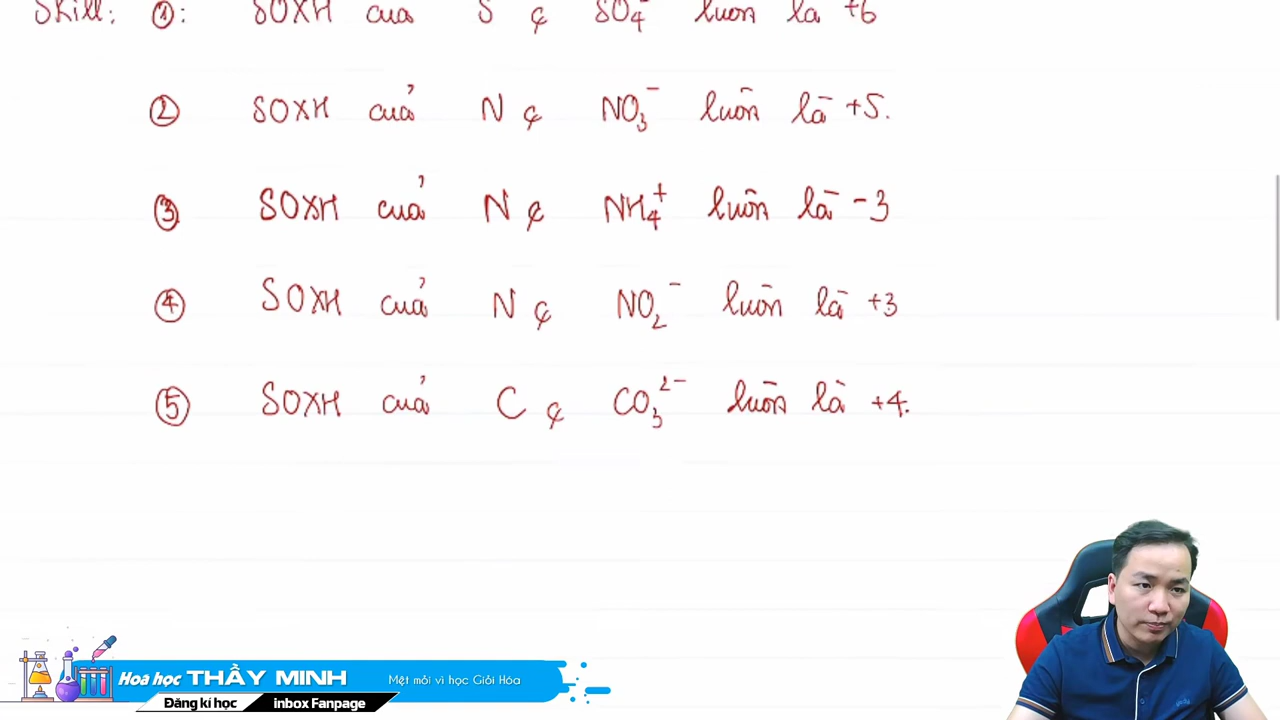 Skill: ①: SOXH của S ¢ SO₄⁻ luôn là +6
② SOXH của N ¢ NO₃⁻ luôn là +5.
③ SOXH của N ¢ NH₄⁺ luôn là -3
④ SOXH của N ¢ NO₂⁻ luôn là +3
⑤ SOXH của C ¢ CO₃²⁻ luôn là +4.
Hoá học THẦY MINH
Mệt mỏi vì học Giỏi Hóa
Đăng kí học
inbox Fanpage